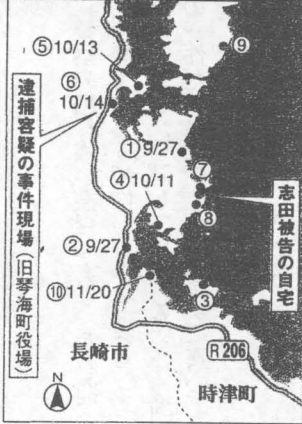 ⑤10/13
⑨
⑥
10/14
逮捕容疑の事件現場(旧琴海町役場)
①9/27
⑦
④10/11
志田被告の自宅
⑧
②9/27
⑩11/20
③
長崎市
R 206
時津町
N